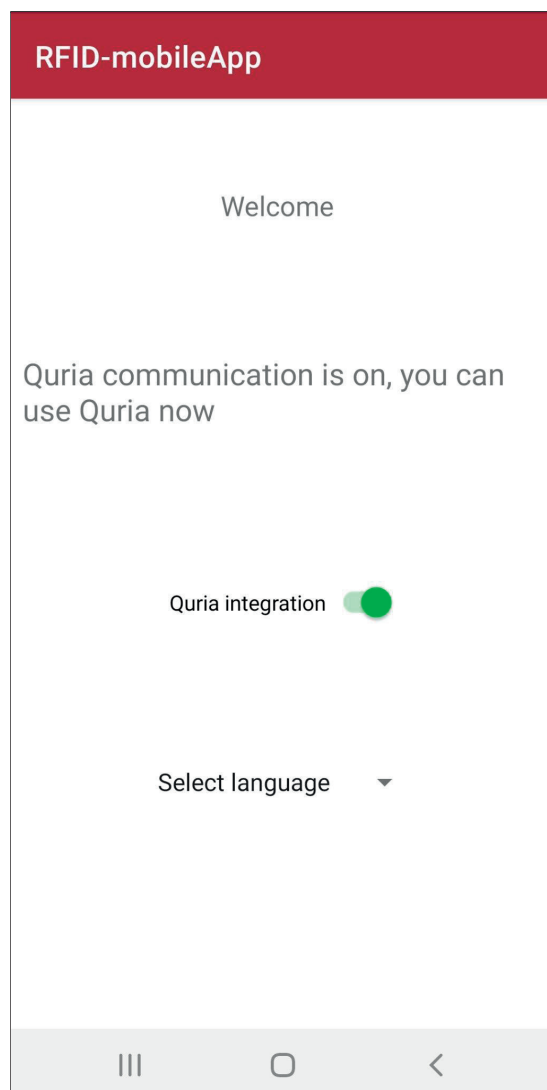 RFID-mobileApp
Welcome
Quria communication is on, you can
use Quria now
Quria integration
Select language